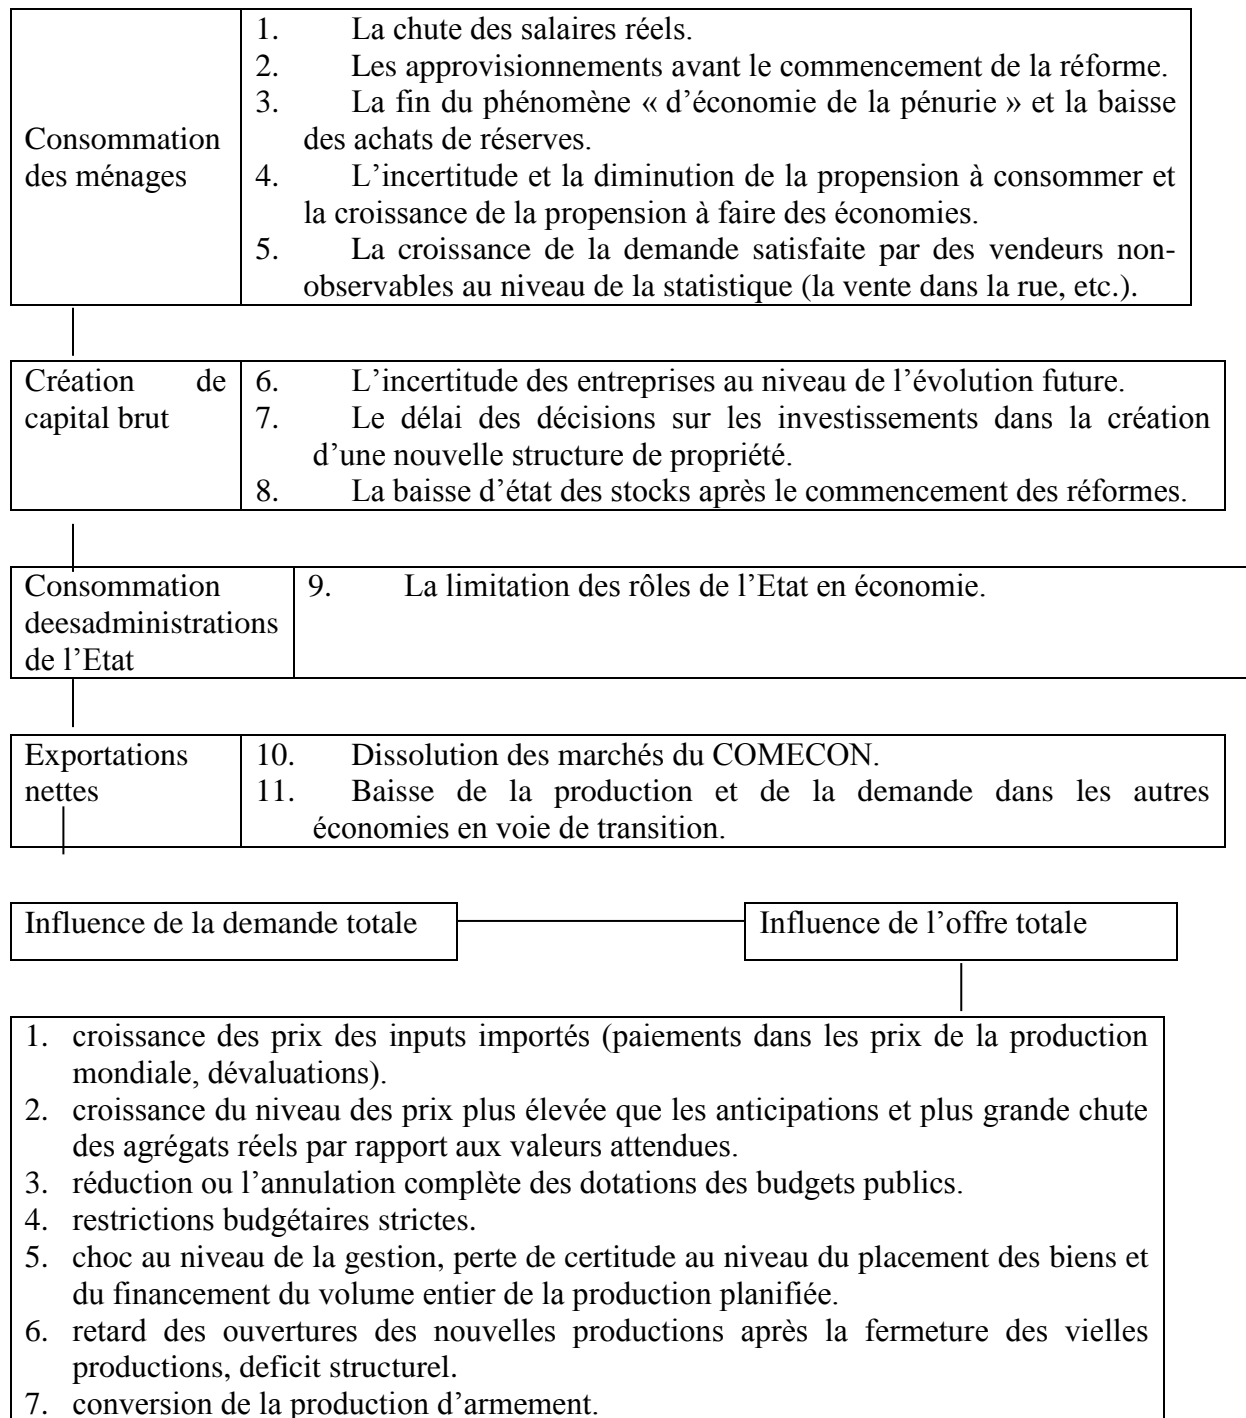 1. La chute des salaires réels.
2. Les approvisionnements avant le commencement de la réforme.
3. La fin du phénomène « d’économie de la pénurie » et la baisse
des achats de réserves.
4. L’incertitude et la diminution de la propension à consommer et
la croissance de la propension à faire des économies.
5. La croissance de la demande satisfaite par des vendeurs non-
observables au niveau de la statistique (la vente dans la rue, etc.).
Consommation
des ménages
Création de
capital brut
6. L’incertitude des entreprises au niveau de l’évolution future.
7. Le délai des décisions sur les investissements dans la création
d’une nouvelle structure de propriété.
8. La baisse d’état des stocks après le commencement des réformes.
Consommation
deesadministrations
de l’Etat
9. La limitation des rôles de l’Etat en économie.
Exportations
nettes
10. Dissolution des marchés du COMECON.
11. Baisse de la production et de la demande dans les autres
économies en voie de transition.
Influence de la demande totale
Influence de l’offre totale
1. croissance des prix des inputs importés (paiements dans les prix de la production
mondiale, dévaluations).
2. croissance du niveau des prix plus élevée que les anticipations et plus grande chute
des agrégats réels par rapport aux valeurs attendues.
3. réduction ou l’annulation complète des dotations des budgets publics.
4. restrictions budgétaires strictes.
5. choc au niveau de la gestion, perte de certitude au niveau du placement des biens et
du financement du volume entier de la production planifiée.
6. retard des ouvertures des nouvelles productions après la fermeture des vielles
productions, deficit structurel.
7. conversion de la production d’armement.